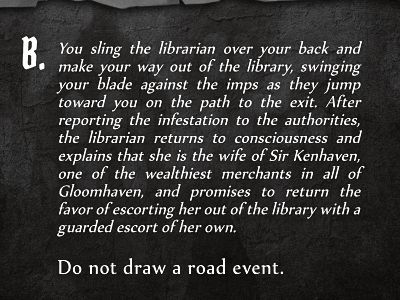 B.
You sling the librarian over your back and
make your way out of the library, swinging
your blade against the imps as they jump
toward you on the path to the exit. After
reporting the infestation to the authorities,
the librarian returns to consciousness and
explains that she is the wife of Sir Kenhaven,
one of the wealthiest merchants in all of
Gloomhaven, and promises to return the
favor of escorting her out of the library with a
guarded escort of her own.
Do not draw a road event.